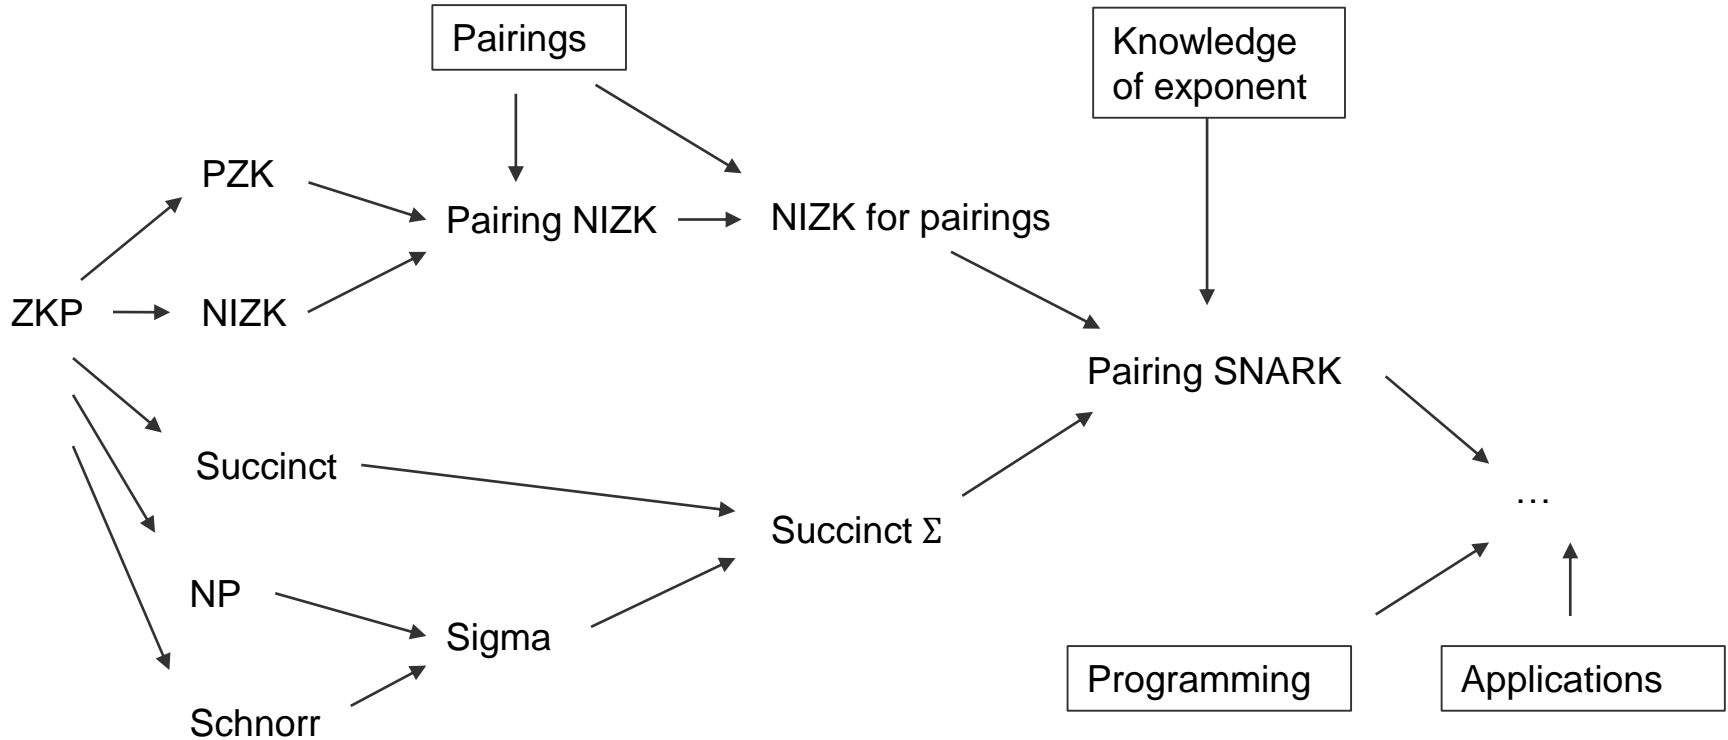 Pairings
Knowledge
of exponent
PZK
Pairing NIZK
NIZK for pairings
ZKP
NIZK
Pairing SNARK
Succinct
...
Succinct Σ
NP
Sigma
Programming
Applications
Schnorr